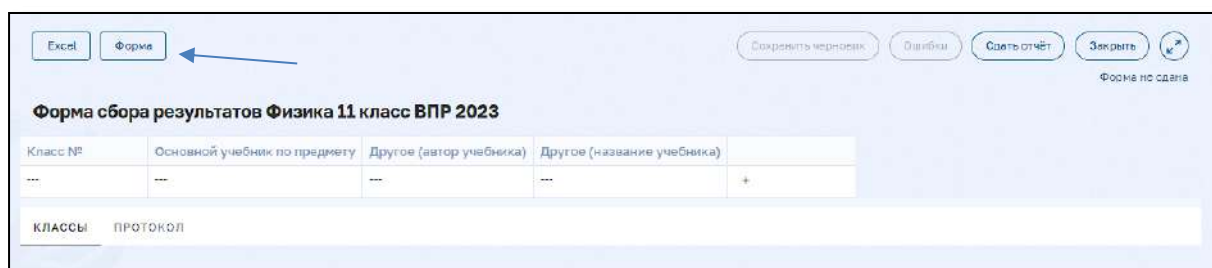 Excel Форма Сохранить черновик Ошибки Сдать отчёт Закрыть
Форма не сдана
Форма сбора результатов Физика 11 класс ВПР 2023
Класс № Основной учебник по предмету Другое (автор учебника) Другое (название учебника)
--- --- --- --- +
КЛАССЫ ПРОТОКОЛ